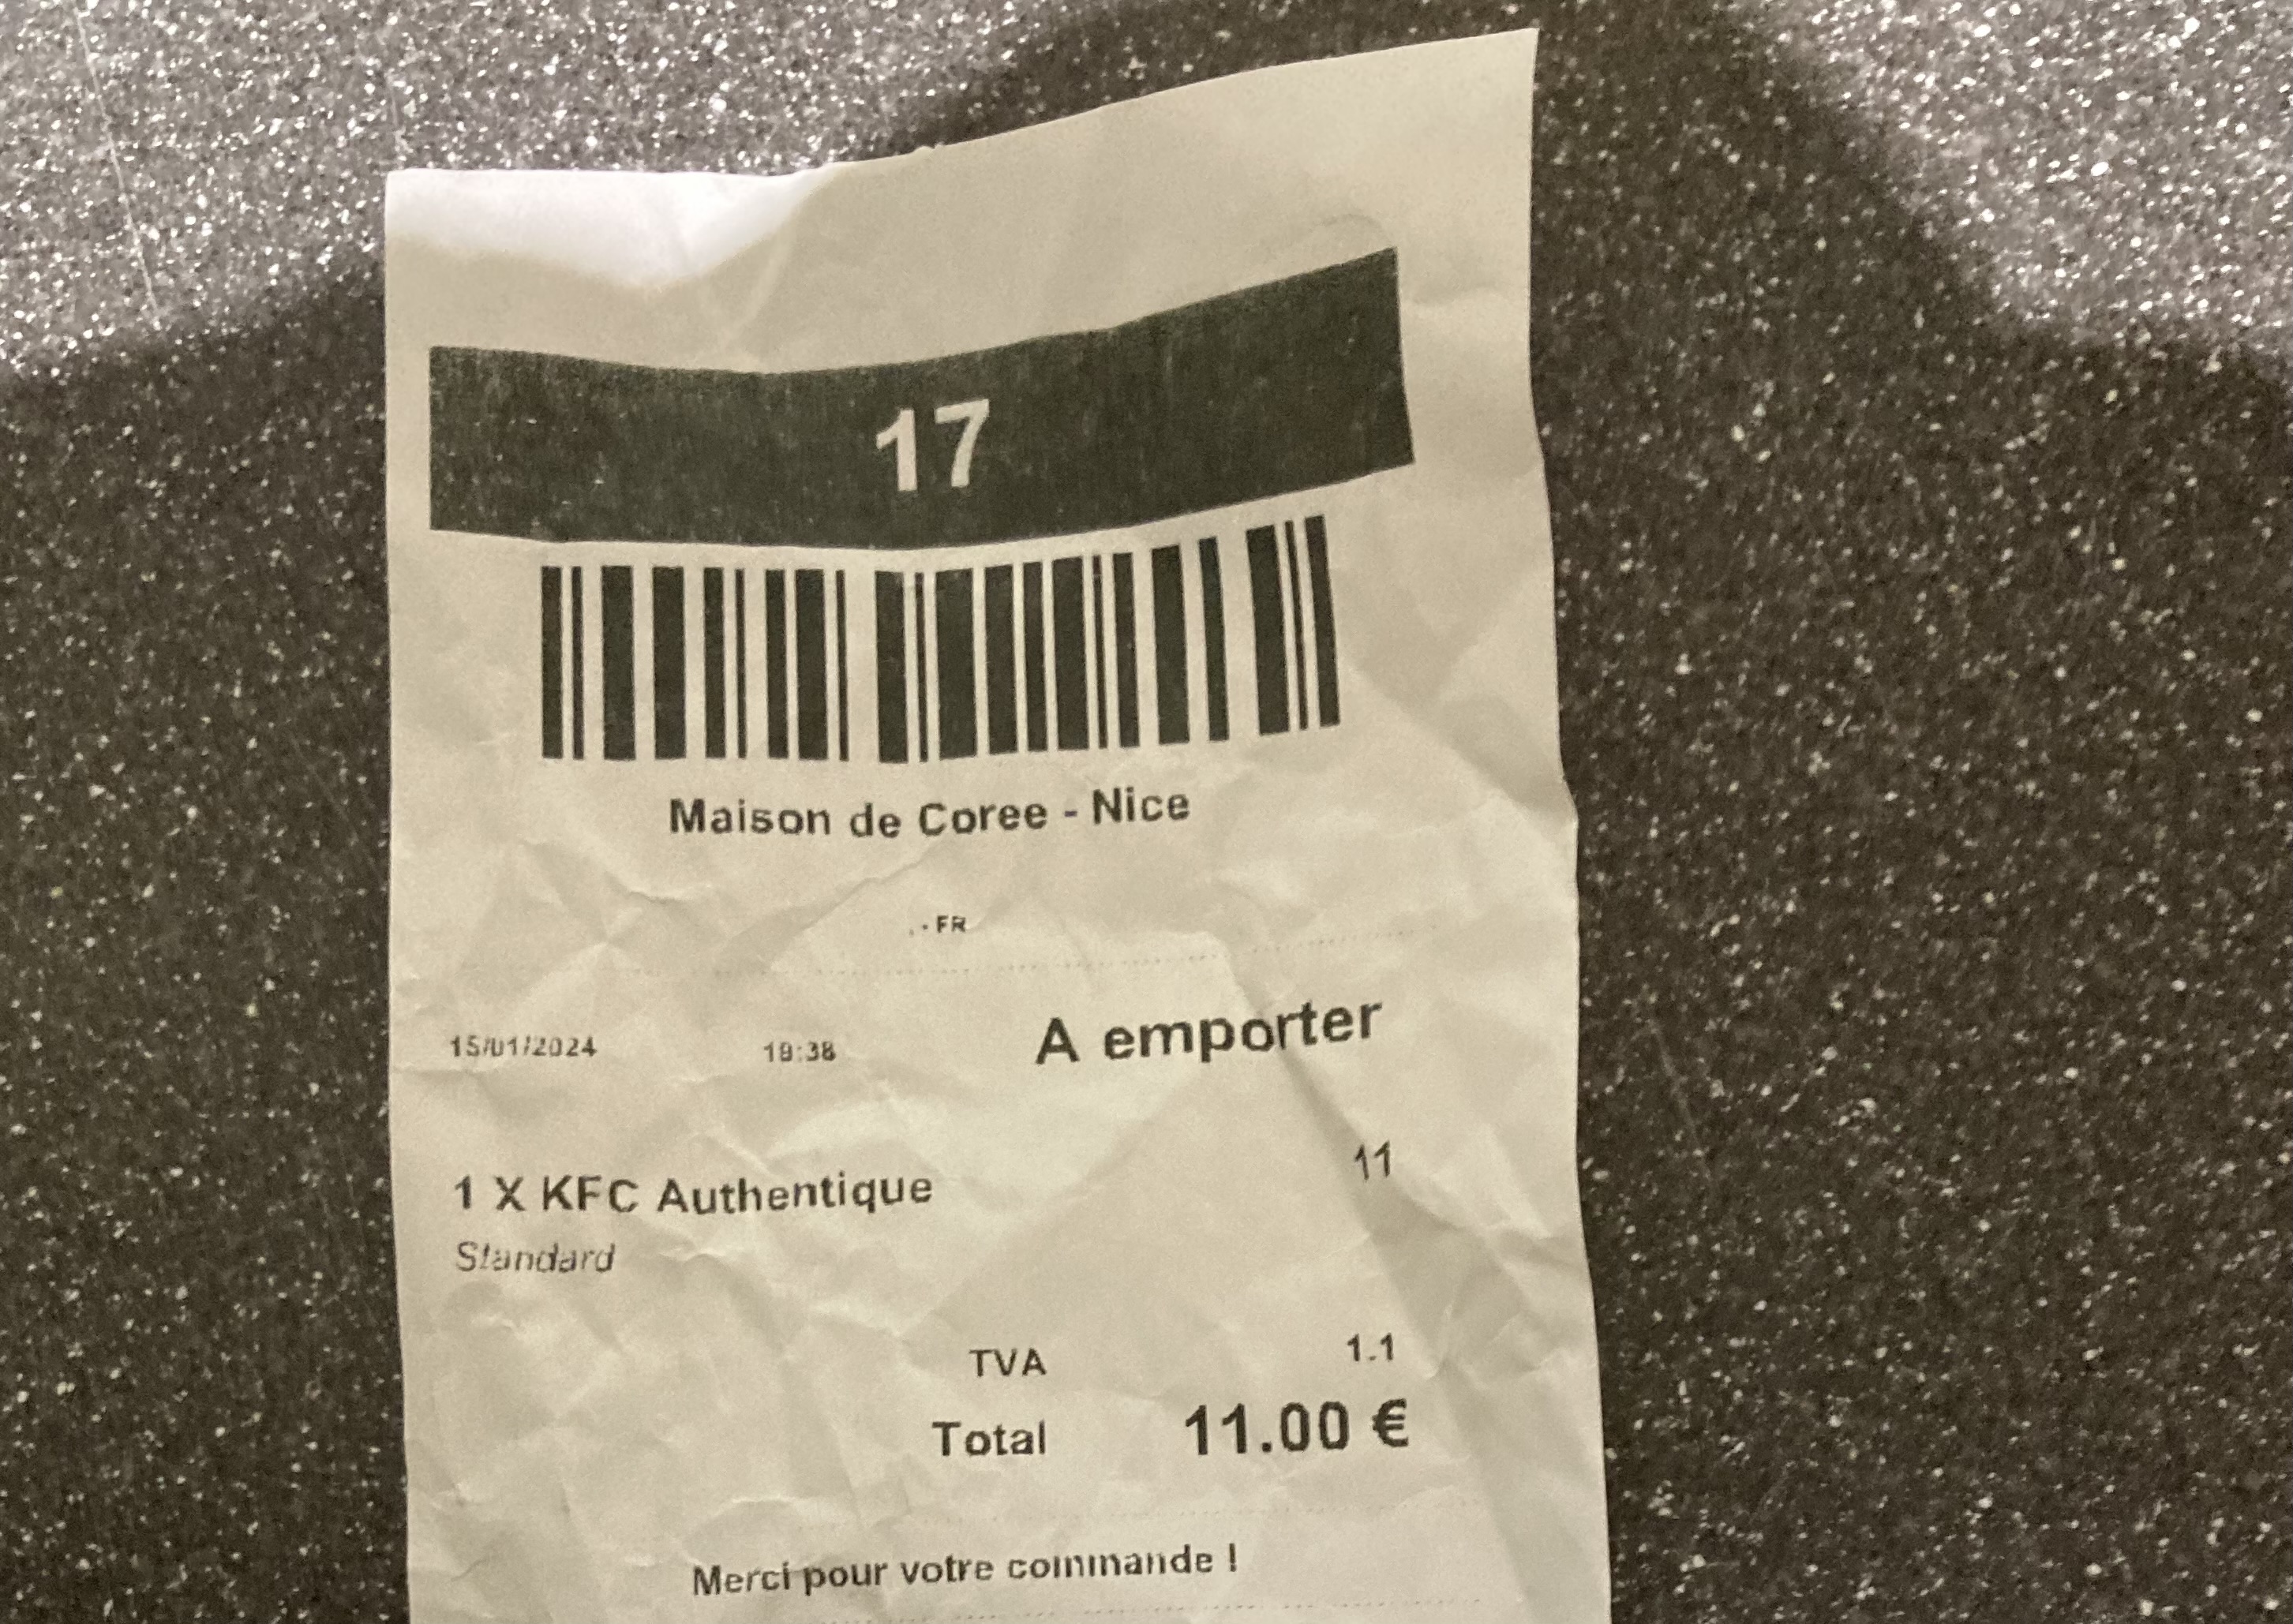 17
Maison de Coree - Nice
, - FR
15/01/2024 19:38 A emporter
1 X KFC Authentique 11
Standard
TVA 1.1
Total 11.00 €
Merci pour votre commande !